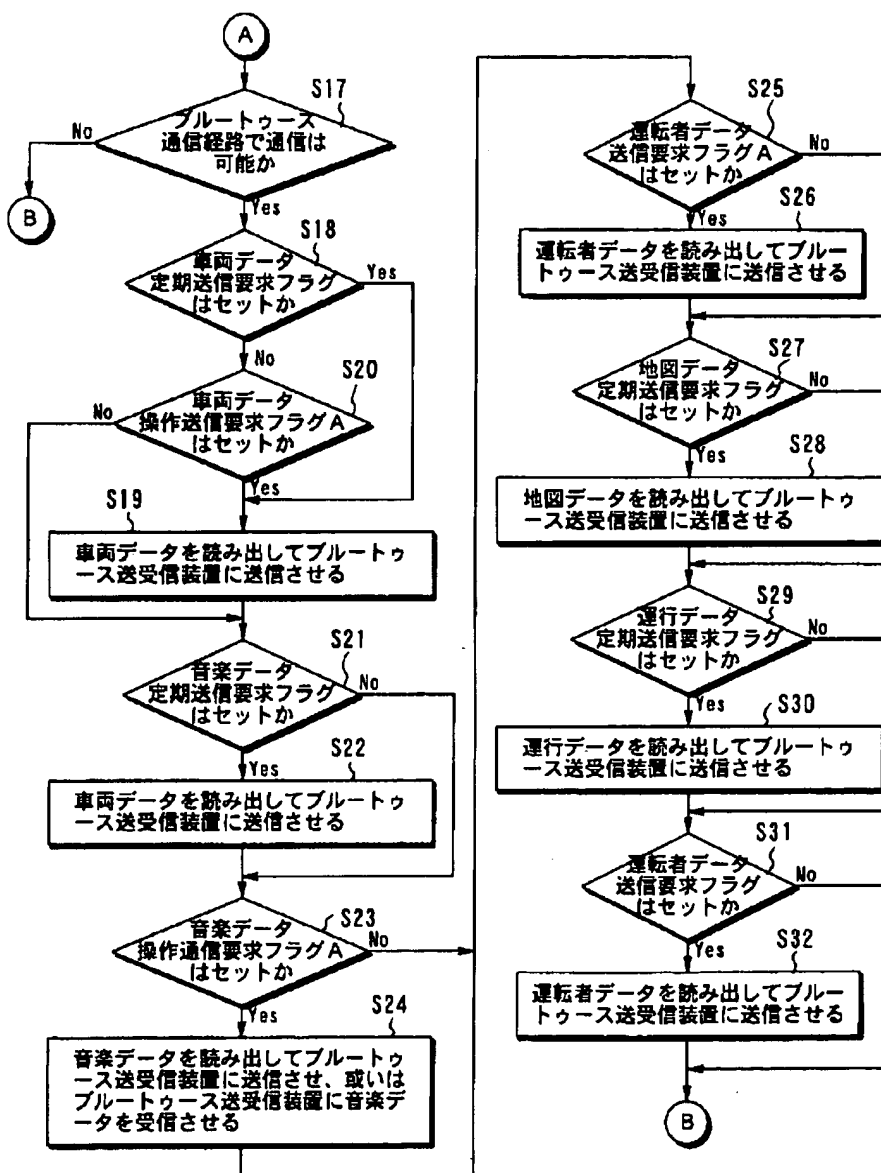 A
S17
ブルートゥース
通信経路で通信は
可能か
No
B
Yes
S18
車両データ
定期送信要求フラグ
はセットか
Yes
No
S20
車両データ
操作送信要求フラグA
はセットか
No
Yes
S19
車両データを読み出してブルートゥ
ース送受信装置に送信させる
S21
音楽データ
定期送信要求フラグ
はセットか
No
Yes
S22
車両データを読み出してブルートゥ
ース送受信装置に送信させる
S23
音楽データ
操作通信要求フラグA
はセットか
No
Yes
S24
音楽データを読み出してブルートゥ
ース送受信装置に送信させ、或いは
ブルートゥース送受信装置に音楽デ
ータを受信させる
S25
運転者データ
送信要求フラグA
はセットか
No
Yes
S26
運転者データを読み出してブルー
トゥース送受信装置に送信させる
S27
地図データ
定期送信要求フラグ
はセットか
No
Yes
S28
地図データを読み出してブルートゥ
ース送受信装置に送信させる
S29
運行データ
定期送信要求フラグ
はセットか
No
Yes
S30
運行データを読み出してブルートゥ
ース送受信装置に送信させる
S31
運転者データ
送信要求フラグ
はセットか
No
Yes
S32
運転者データを読み出してブルー
トゥース送受信装置に送信させる
B